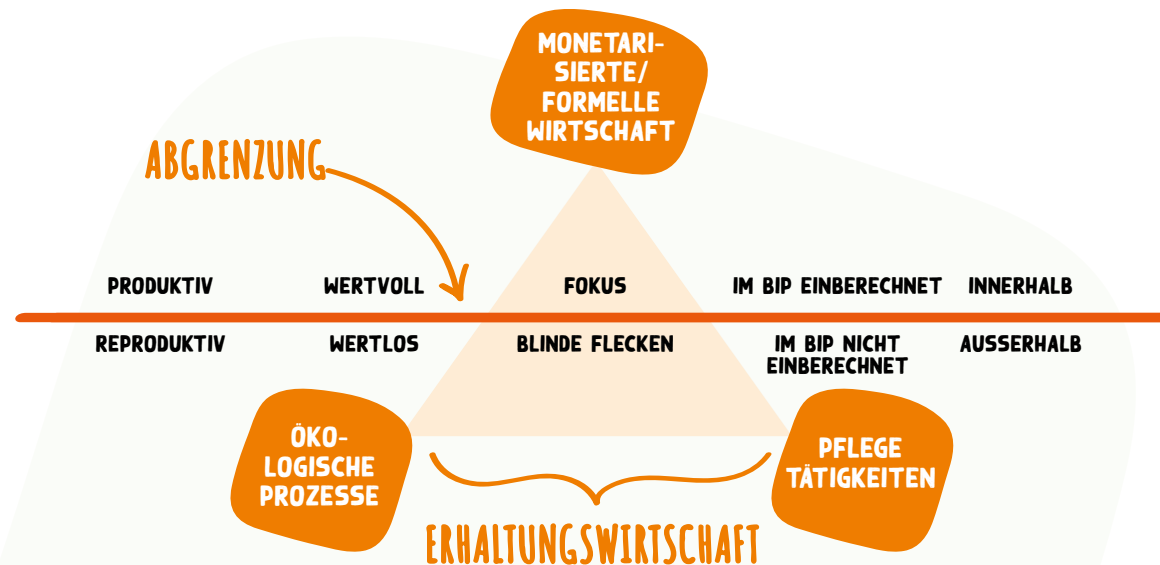 MONETARI-
SIERTE/
FORMELLE
WIRTSCHAFT
ABGRENZUNG
PRODUKTIV
WERTVOLL
FOKUS
IM BIP EINBERECHNET
INNERHALB
REPRODUKTIV
WERTLOS
BLINDE FLECKEN
IM BIP NICHT
EINBERECHNET
AUSSERHALB
ÖKO-
LOGISCHE
PROZESSE
PFLEGE
TÄTIGKEITEN
ERHALTUNGSWIRTSCHAFT